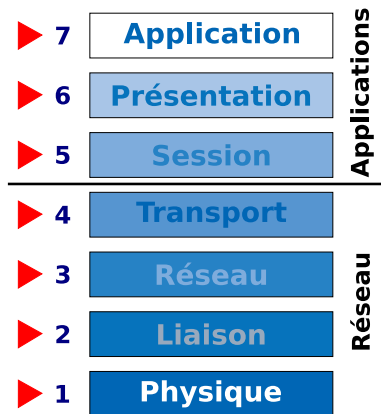 7 Application
6 Présentation
5 Session
Applications
4 Transport
3 Réseau
2 Liaison
1 Physique
Réseau